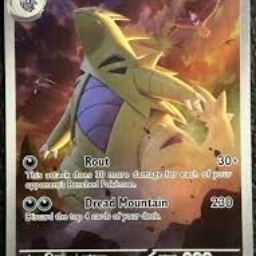 Rout 30+
This attack does 30 more damage for each of your
opponent's Benched Pokémon.
Dread Mountain 230
Discard the top 4 cards of your deck.